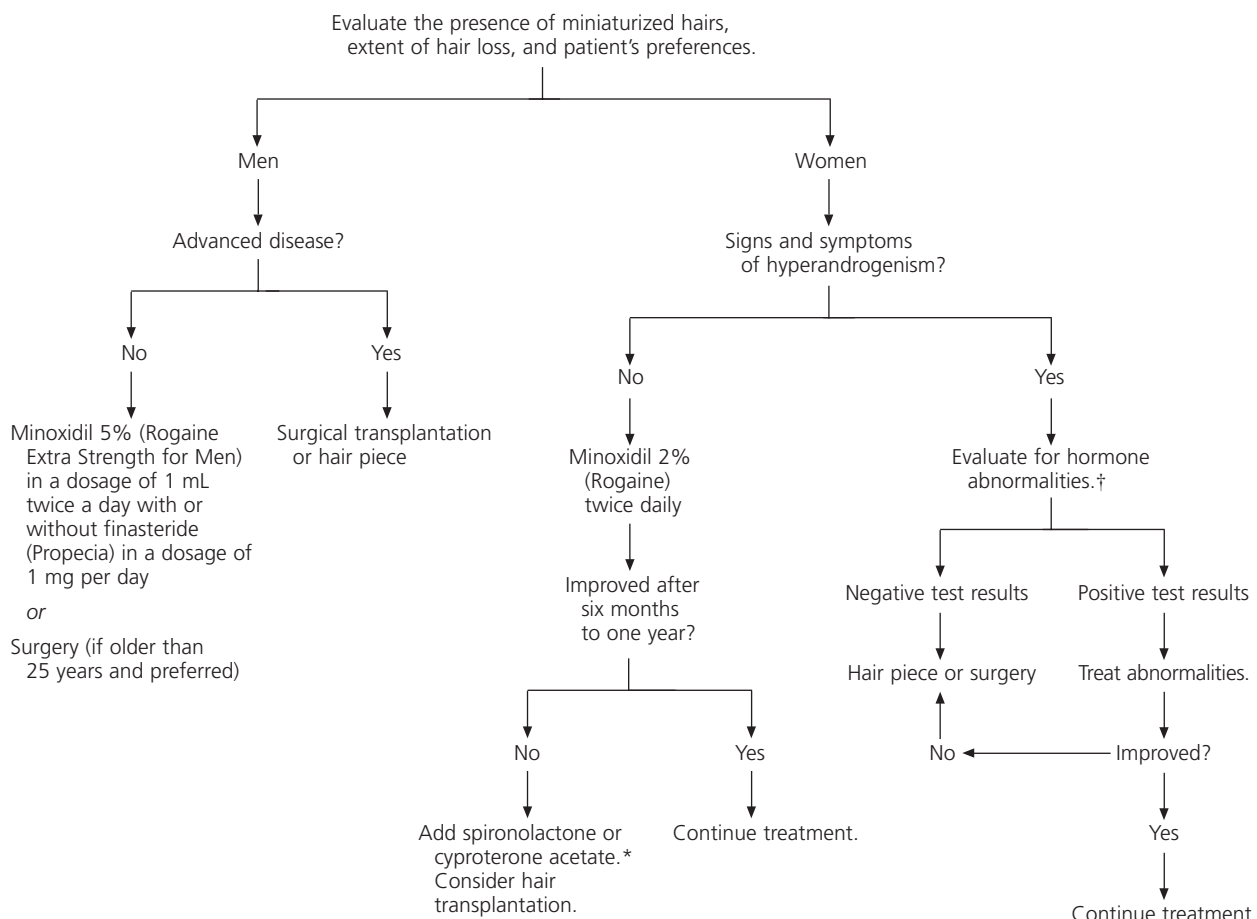 Evaluate the presence of miniaturized hairs,
extent of hair loss, and patient's preferences.
Men
Women
Advanced disease?
Signs and symptoms
of hyperandrogenism?
No
Yes
No
Yes
Minoxidil 5% (Rogaine
Extra Strength for Men)
in a dosage of 1 mL
twice a day with or
without finasteride
(Propecia) in a dosage of
1 mg per day
or
Surgery (if older than
25 years and preferred)
Surgical transplantation
or hair piece
Minoxidil 2%
(Rogaine)
twice daily
Evaluate for hormone
abnormalities.†
Improved after
six months
to one year?
Negative test results
Positive test results
Hair piece or surgery
Treat abnormalities.
No
Yes
No
Improved?
Add spironolactone or
cyproterone acetate.*
Consider hair
transplantation.
Continue treatment.
Yes
Continue treatment